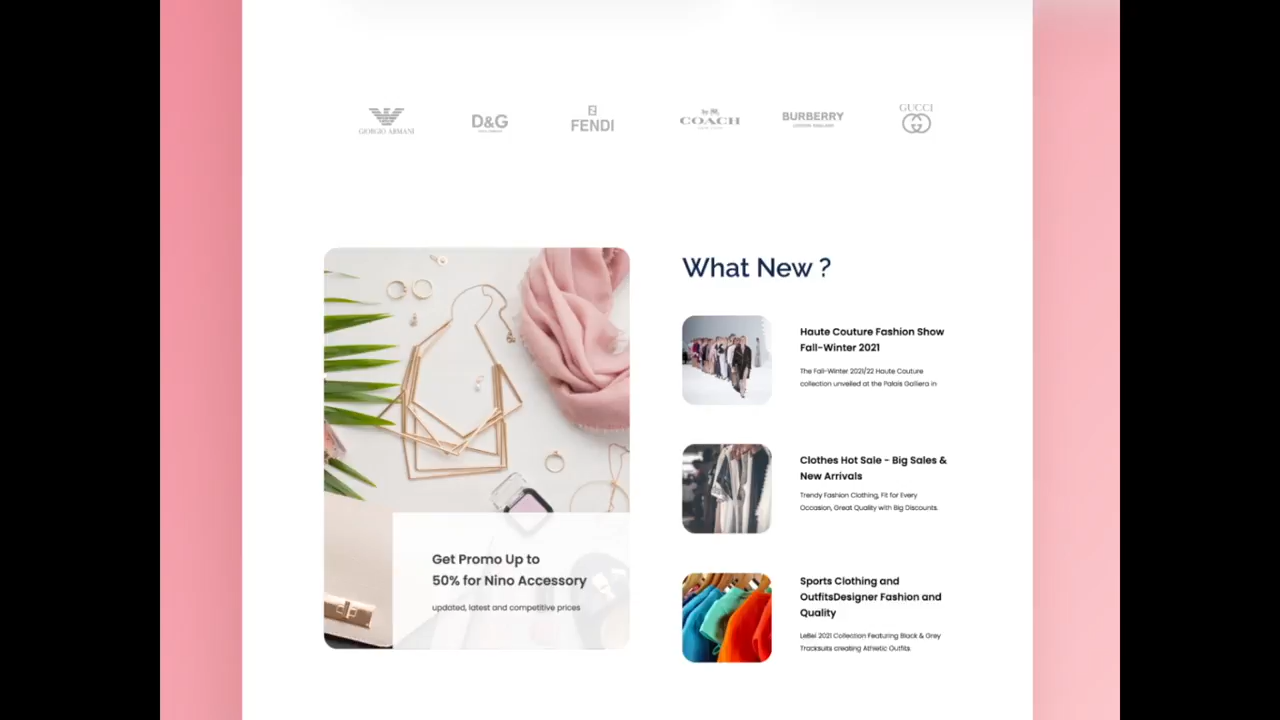 GIORGIO ARMANI
D&G
FENDI
COACH
BURBERRY
LONDON ENGLAND
GUCCI
What New ?
Haute Couture Fashion Show
Fall-Winter 2021
The Fall-Winter 2021/22 Haute Couture
collection unveiled at the Palais Galliera in
Clothes Hot Sale - Big Sales &
New Arrivals
Trendy Fashion Clothing, Fit for Every
Occasion, Great Quality with Big Discounts.
Sports Clothing and
OutfitsDesigner Fashion and
Quality
LeBei 2021 Collection Featuring Black & Grey
Tracksuits creating Athletic Outfits.
Get Promo Up to
50% for Nino Accessory
updated, latest and competitive prices